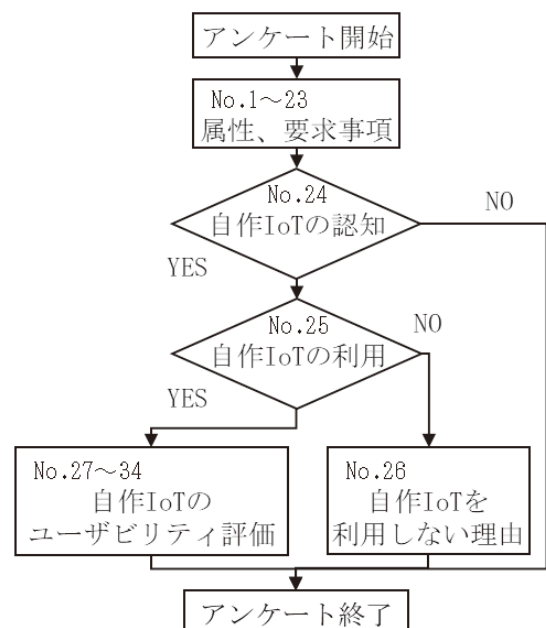 アンケート開始
No.1～23
属性、要求事項
No.24
自作IoTの認知
NO
YES
No.25
自作IoTの利用
NO
YES
No.27～34
自作IoTの
ユーザビリティ評価
No.26
自作IoTを
利用しない理由
アンケート終了